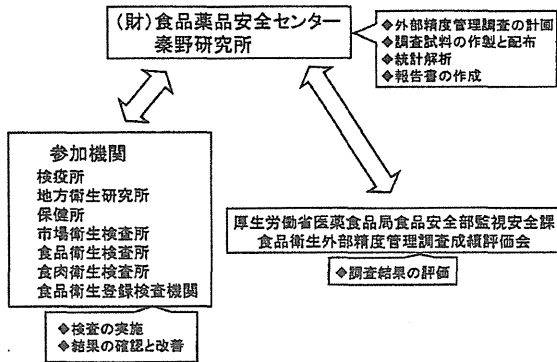 (財)食品薬品安全センター
秦野研究所
◆外部精度管理調査の計画
◆調査試料の作製と配布
◆統計解析
◆報告書の作成
参加機関
検疫所
地方衛生研究所
保健所
市場衛生検査所
食品衛生検査所
食肉衛生検査所
食品衛生登録検査機関
◆検査の実施
◆結果の確認と改善
厚生労働省医薬食品局食品安全部監視安全課
食品衛生外部精度管理調査成績評価会
◆調査結果の評価